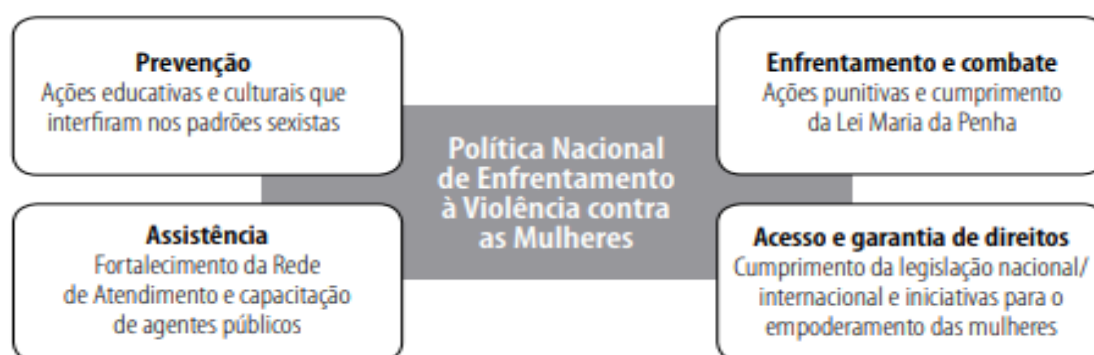 Prevenção
Ações educativas e culturais que
interfiram nos padrões sexistas
Enfrentamento e combate
Ações punitivas e cumprimento
da Lei Maria da Penha
Política Nacional
de Enfrentamento
à Violência contra
as Mulheres
Assistência
Fortalecimento da Rede
de Atendimento e capacitação
de agentes públicos
Acesso e garantia de direitos
Cumprimento da legislação nacional/
internacional e iniciativas para o
empoderamento das mulheres